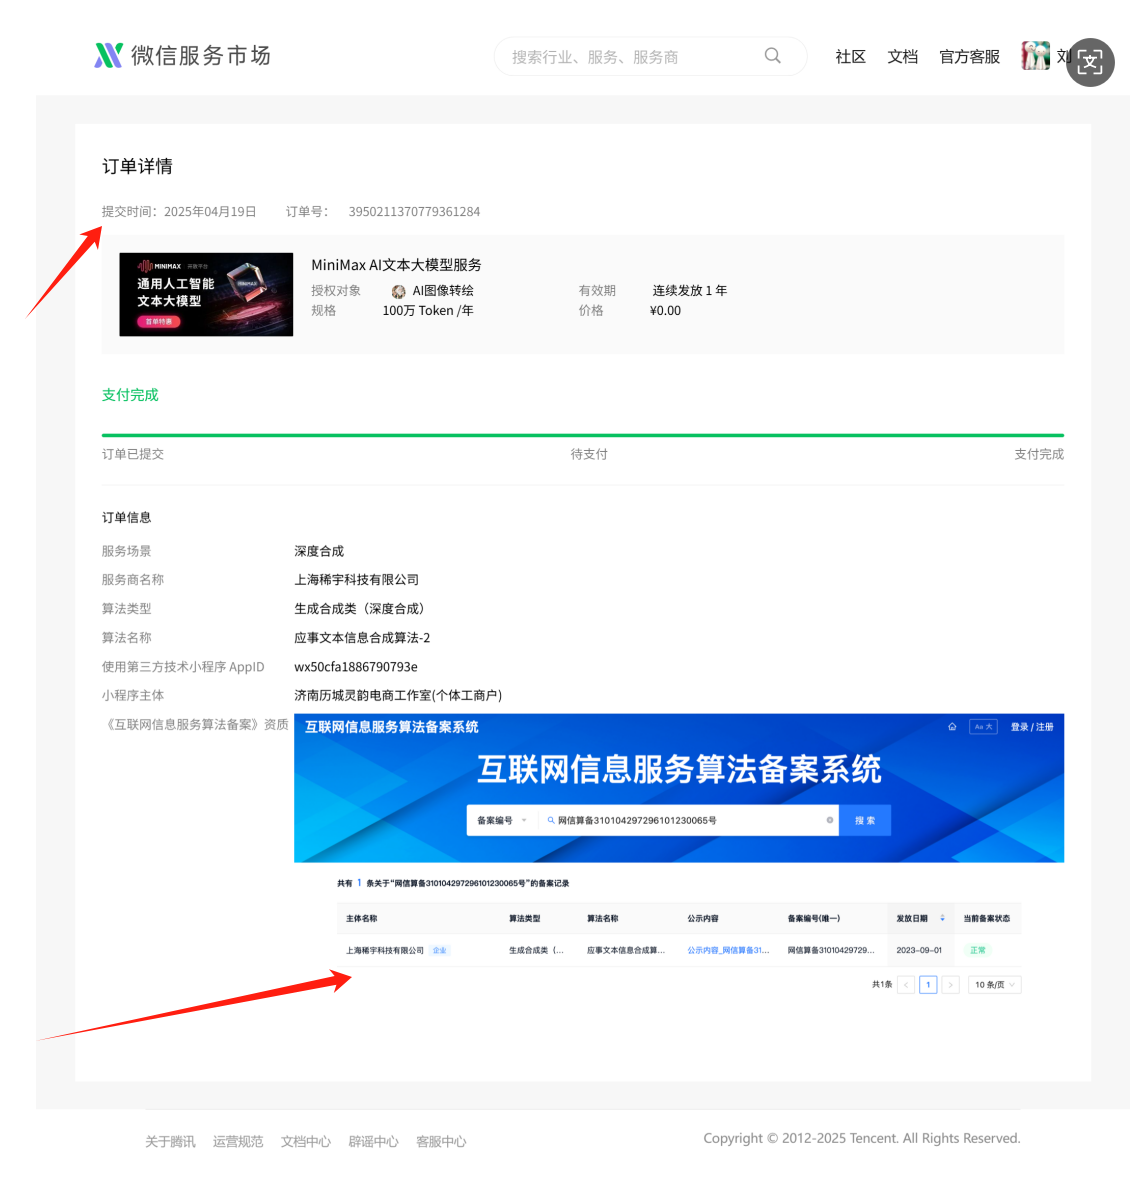 微信服务市场
搜索行业、服务、服务商
社区 文档 官方客服 刘
文
订单详情
提交时间：2025年04月19日 订单号： 3950211370779361284
MINIMAX 开放平台
通用人工智能
文本大模型
首单特惠
MINIMAX
MiniMax AI文本大模型服务
授权对象 AI图像转绘 有效期 连续发放 1 年
规格 100万 Token /年 价格 ¥0.00
支付完成
订单已提交 待支付 支付完成
订单信息
服务场景 深度合成
服务商名称 上海稀宇科技有限公司
算法类型 生成合成类（深度合成）
算法名称 应事文本信息合成算法-2
使用第三方技术小程序 AppID wx50cfa1886790793e
小程序主体 济南历城灵韵电商工作室(个体工商户)
《互联网信息服务算法备案》资质
互联网信息服务算法备案系统 Aa 大 登录 / 注册
互联网信息服务算法备案系统
备案编号 网信算备310104297296101230065号 搜 索
共有 1 条关于"网信算备310104297296101230065号"的备案记录
主体名称 算法类型 算法名称 公示内容 备案编号(唯一) 发放日期 当前备案状态
上海稀宇科技有限公司 企业 生成合成类（... 应事文本信息合成算... 公示内容_网信算备31... 网信算备31010429729... 2023-09-01 正常
共1条 < 1 > 10 条/页
关于腾讯 运营规范 文档中心 辟谣中心 客服中心
Copyright © 2012-2025 Tencent. All Rights Reserved.